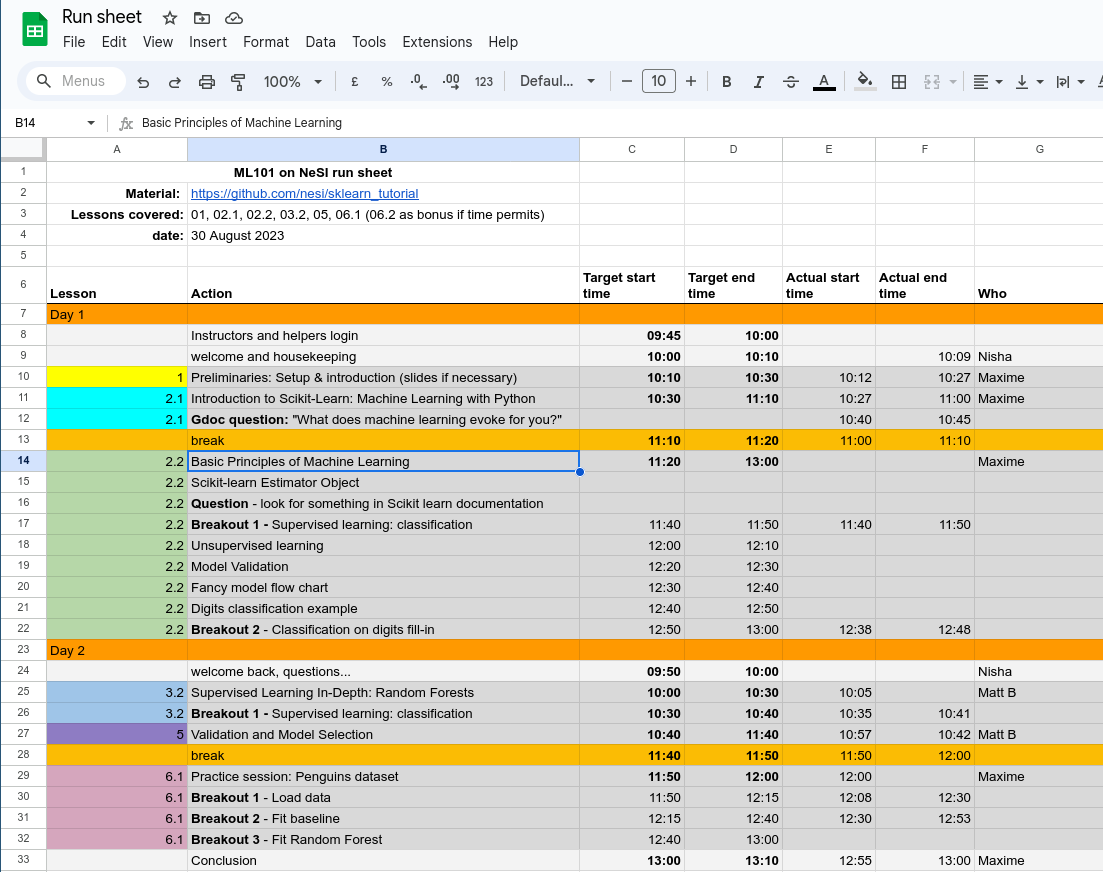 Run sheet
File Edit View Insert Format Data Tools Extensions Help
Menus 100% £ % .0 .00 123 Defaul... 10 B I A
B14 fx Basic Principles of Machine Learning
A B C D E F G
1 ML101 on NeSI run sheet
2 Material: https://github.com/nesi/sklearn_tutorial
3 Lessons covered: 01, 02.1, 02.2, 03.2, 05, 06.1 (06.2 as bonus if time permits)
4 date: 30 August 2023
5
6 Lesson Action Target start time Target end time Actual start time Actual end time Who
7 Day 1
8 Instructors and helpers login 09:45 10:00
9 welcome and housekeeping 10:00 10:10 10:09 Nisha
10 1 Preliminaries: Setup & introduction (slides if necessary) 10:10 10:30 10:12 10:27 Maxime
11 2.1 Introduction to Scikit-Learn: Machine Learning with Python 10:30 11:10 10:27 11:00 Maxime
12 2.1 Gdoc question: "What does machine learning evoke for you?" 10:40 10:45
13 break 11:10 11:20 11:00 11:10
14 2.2 Basic Principles of Machine Learning 11:20 13:00 Maxime
15 2.2 Scikit-learn Estimator Object
16 2.2 Question - look for something in Scikit learn documentation
17 2.2 Breakout 1 - Supervised learning: classification 11:40 11:50 11:40 11:50
18 2.2 Unsupervised learning 12:00 12:10
19 2.2 Model Validation 12:20 12:30
20 2.2 Fancy model flow chart 12:30 12:40
21 2.2 Digits classification example 12:40 12:50
22 2.2 Breakout 2 - Classification on digits fill-in 12:50 13:00 12:38 12:48
23 Day 2
24 welcome back, questions... 09:50 10:00 Nisha
25 3.2 Supervised Learning In-Depth: Random Forests 10:00 10:30 10:05 Matt B
26 3.2 Breakout 1 - Supervised learning: classification 10:30 10:40 10:35 10:41
27 5 Validation and Model Selection 10:40 11:40 10:57 10:42 Matt B
28 break 11:40 11:50 11:50 12:00
29 6.1 Practice session: Penguins dataset 11:50 12:00 12:00 Maxime
30 6.1 Breakout 1 - Load data 11:50 12:15 12:08 12:30
31 6.1 Breakout 2 - Fit baseline 12:15 12:40 12:30 12:53
32 6.1 Breakout 3 - Fit Random Forest 12:40 13:00
33 Conclusion 13:00 13:10 12:55 13:00 Maxime